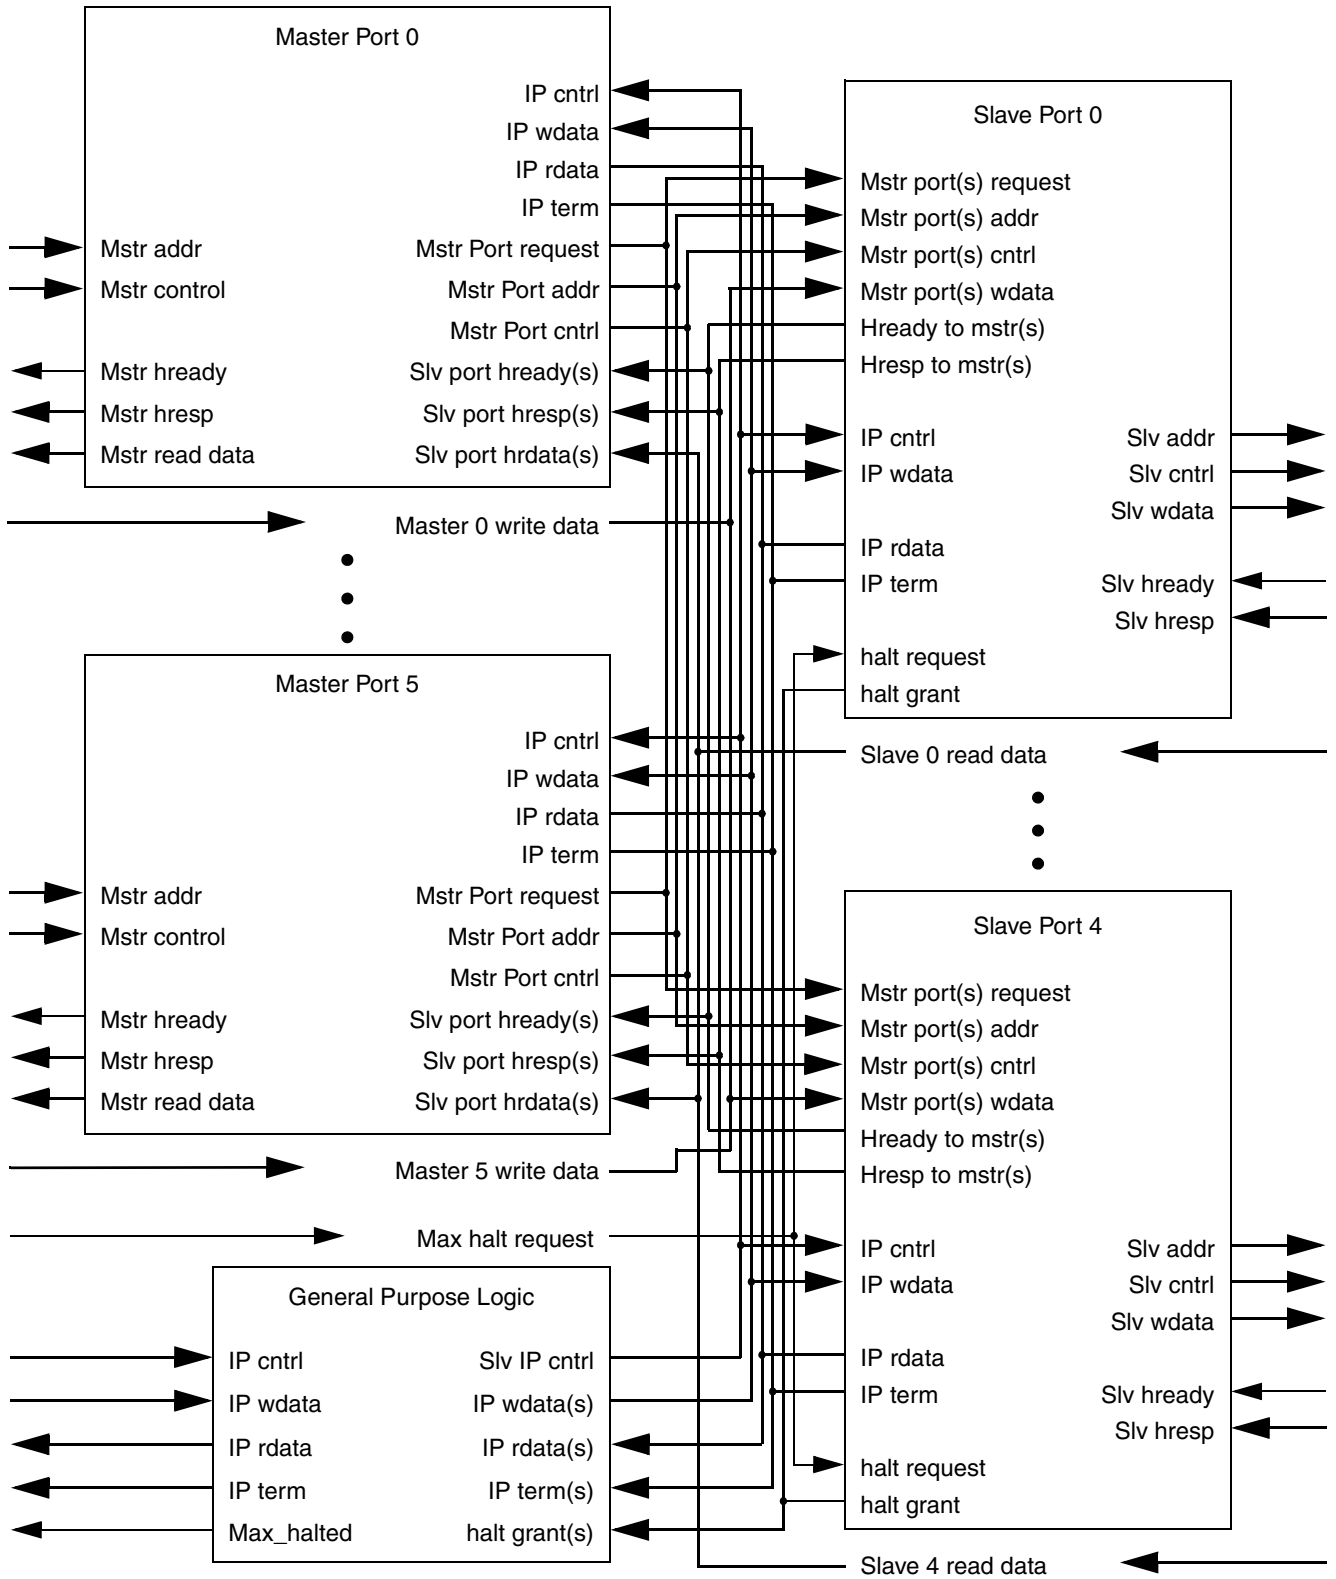 Master Port 0
IP cntrl
IP wdata
IP rdata
IP term
Mstr addr
Mstr Port request
Mstr control
Mstr Port addr
Mstr Port cntrl
Mstr hready
Slv port hready(s)
Mstr hresp
Slv port hresp(s)
Mstr read data
Slv port hrdata(s)
Master 0 write data
Master Port 5
IP cntrl
IP wdata
IP rdata
IP term
Mstr addr
Mstr Port request
Mstr control
Mstr Port addr
Mstr Port cntrl
Mstr hready
Slv port hready(s)
Mstr hresp
Slv port hresp(s)
Mstr read data
Slv port hrdata(s)
Master 5 write data
Max halt request
General Purpose Logic
IP cntrl
Slv IP cntrl
IP wdata
IP wdata(s)
IP rdata
IP rdata(s)
IP term
IP term(s)
Max_halted
halt grant(s)
Slave Port 0
Mstr port(s) request
Mstr port(s) addr
Mstr port(s) cntrl
Mstr port(s) wdata
Hready to mstr(s)
Hresp to mstr(s)
IP cntrl
Slv addr
IP wdata
Slv cntrl
Slv wdata
IP rdata
IP term
Slv hready
Slv hresp
halt request
halt grant
Slave 0 read data
Slave Port 4
Mstr port(s) request
Mstr port(s) addr
Mstr port(s) cntrl
Mstr port(s) wdata
Hready to mstr(s)
Hresp to mstr(s)
IP cntrl
Slv addr
IP wdata
Slv cntrl
Slv wdata
IP rdata
IP term
Slv hready
Slv hresp
halt request
halt grant
Slave 4 read data